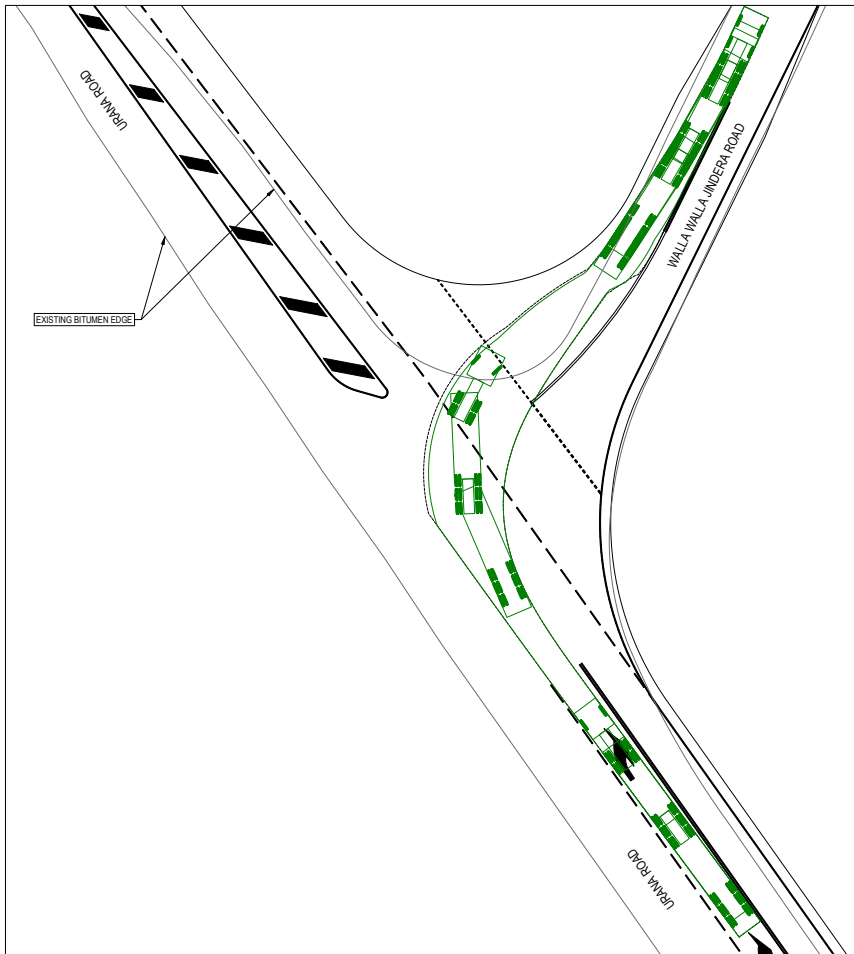 URANA ROAD
WALLA WALLA JINDERA ROAD
EXISTING BITUMEN EDGE
URANA ROAD